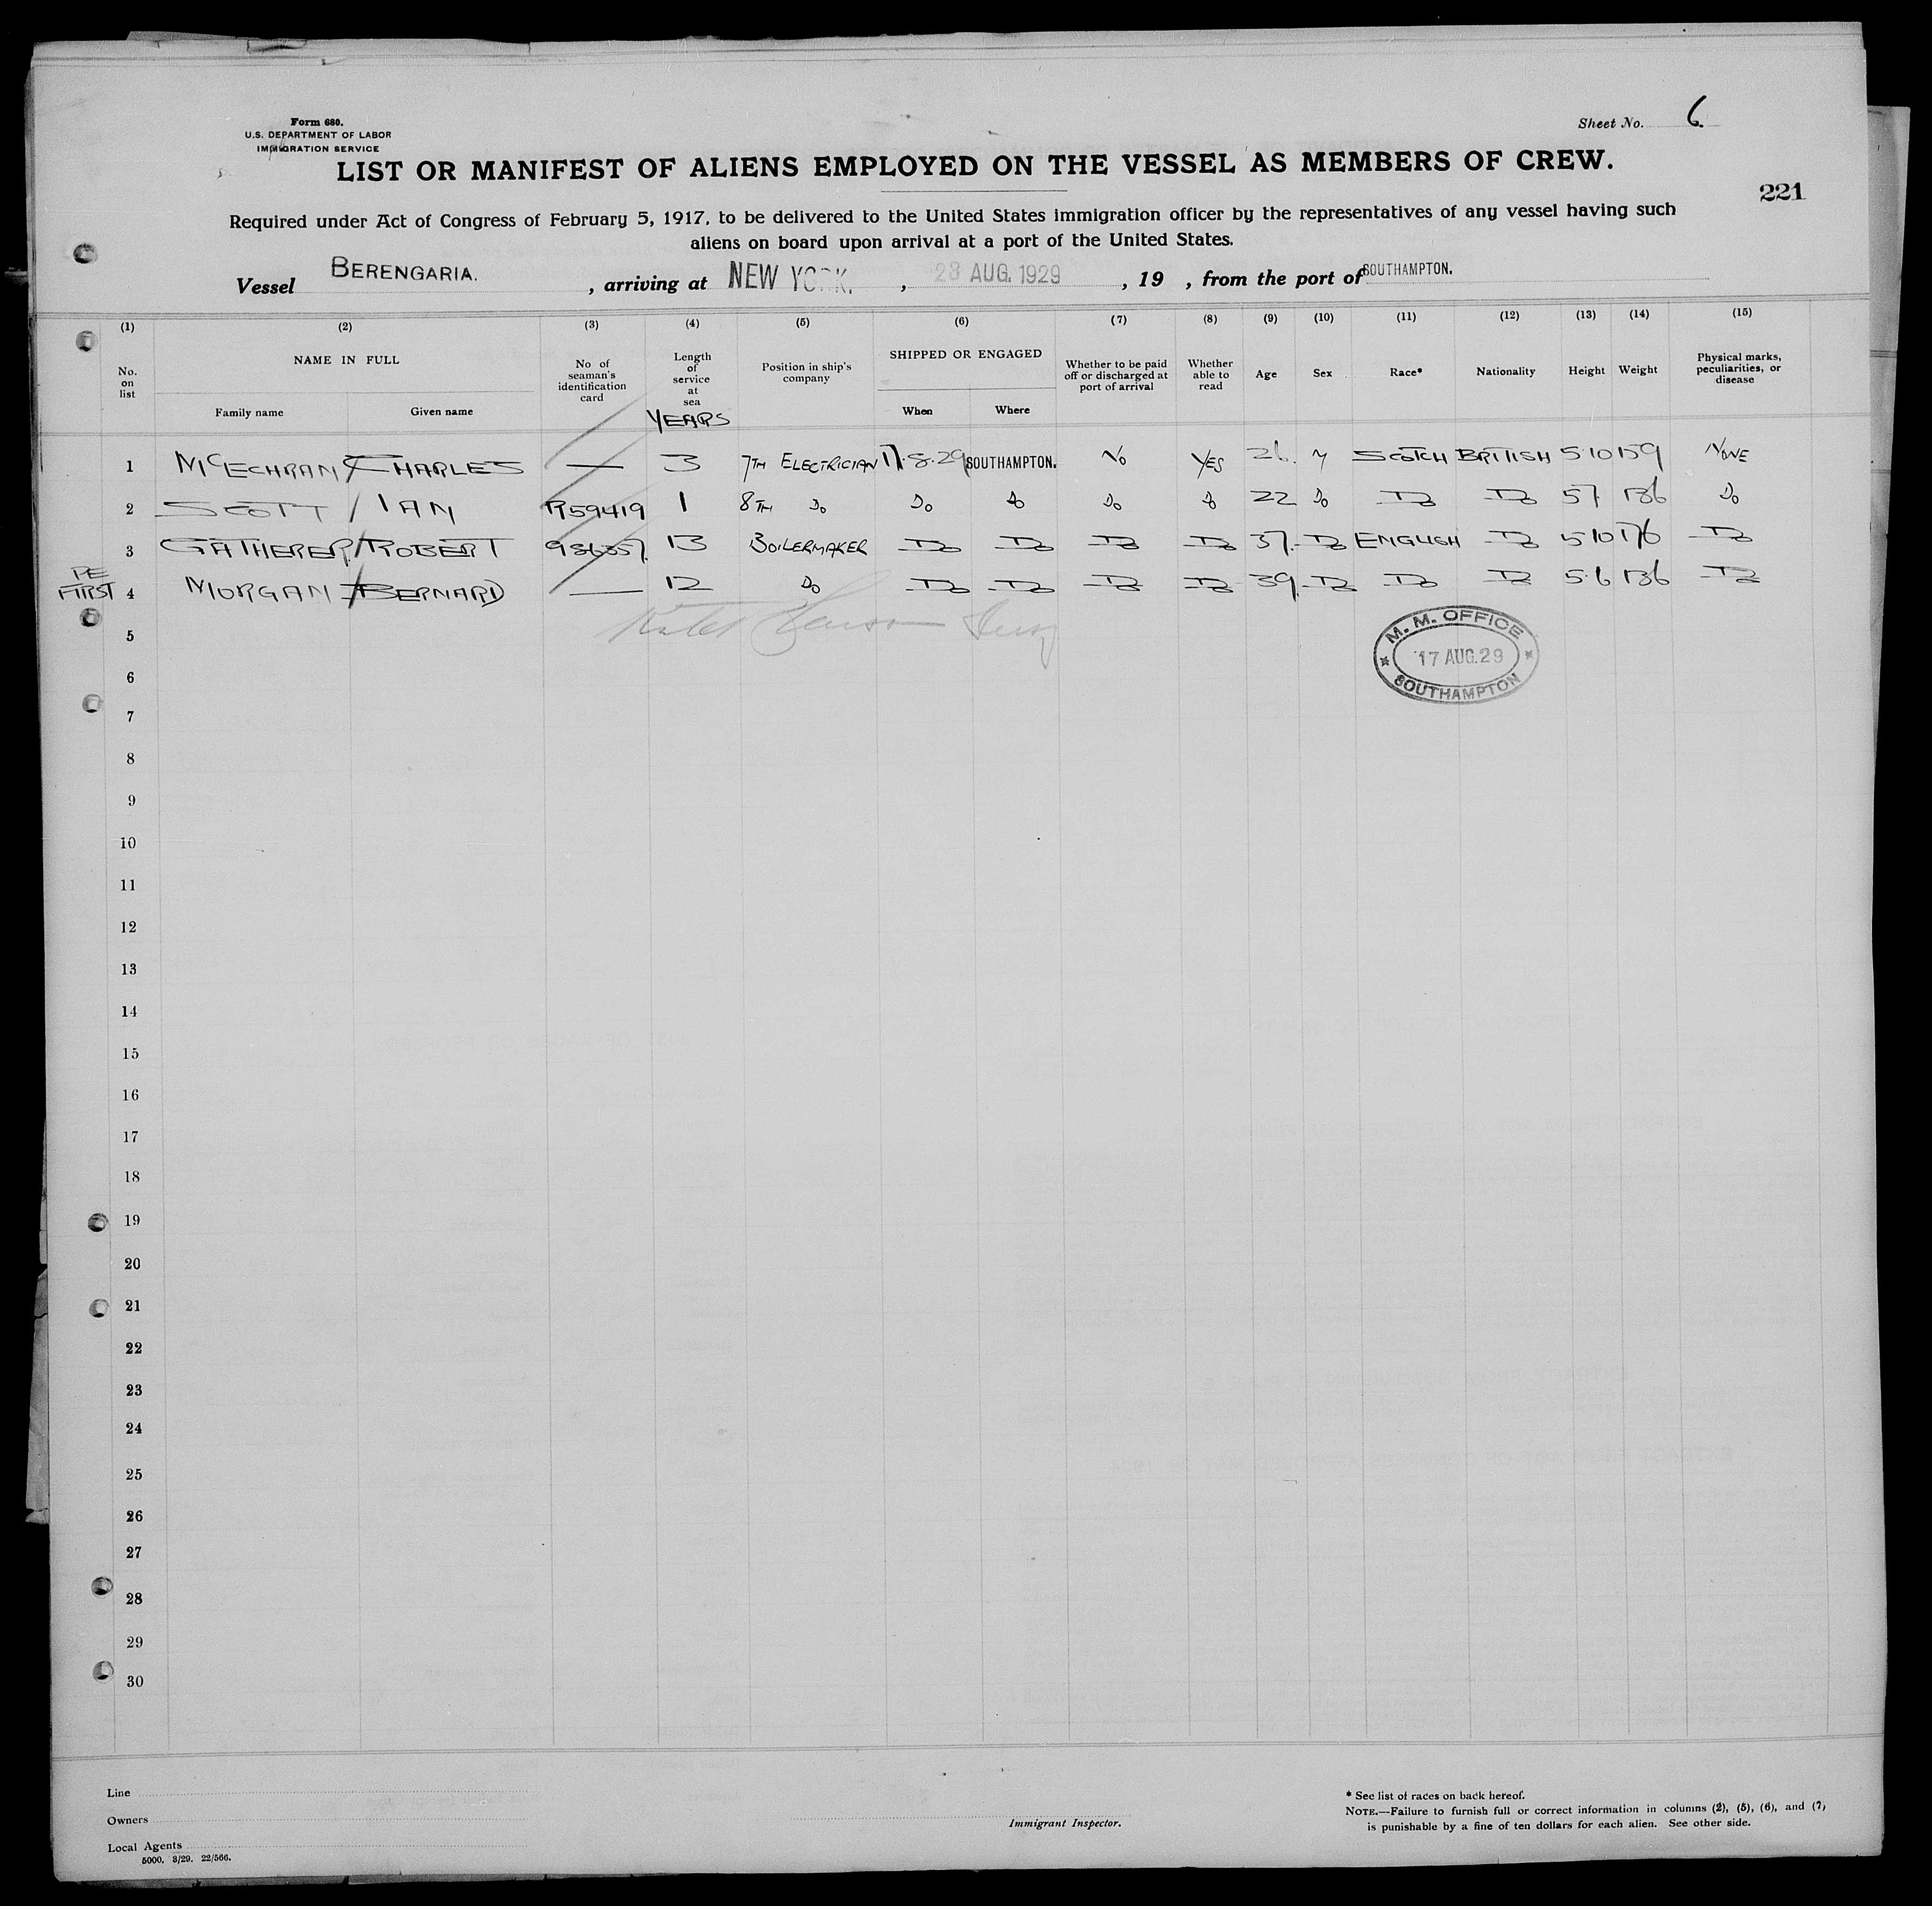 Form 680.
U.S. DEPARTMENT OF LABOR
IMMIGRATION SERVICE
Sheet No. 6
LIST OR MANIFEST OF ALIENS EMPLOYED ON THE VESSEL AS MEMBERS OF CREW.
221
Required under Act of Congress of February 5, 1917, to be delivered to the United States immigration officer by the representatives of any vessel having such
aliens on board upon arrival at a port of the United States.
Vessel BERENGARIA. , arriving at NEW YORK. , 23 AUG. 1929 , 19 , from the port of SOUTHAMPTON.
(1) (2) (3) (4) (5) (6) (7) (8) (9) (10) (11) (12) (13) (14) (15)
No. on list NAME IN FULL Family name Given name No of seaman's identification card Length of service at sea YEARS Position in ship's company SHIPPED OR ENGAGED When Where Whether to be paid off or discharged at port of arrival Whether able to read Age Sex Race* Nationality Height Weight Physical marks, peculiarities, or disease
1 McECHRAN / CHARLES — 3 7TH ELECTRICIAN 17.8.29 SOUTHAMPTON. No YES 26. M SCOTCH BRITISH 5·10 159 NONE
2 SCOTT / IAN R59419 1 8TH Do Do Do Do Do 22 Do Do Do 5 7 136 Do
3 GATHERER / ROBERT 936357. 13 BOILERMAKER Do Do Do Do 37. Do ENGLISH Do 5 10 176 Do
PE
FIRST 4 MORGAN / BERNARD — 12 Do Do Do Do Do 39. Do Do Do 5·6 136 Do
5
M. M. OFFICE
17 AUG. 29
SOUTHAMPTON
6
7
8
9
10
11
12
13
14
15
16
17
18
19
20
21
22
23
24
25
26
27
28
29
30
Line
Owners
Local Agents
5000. 3/29. 22/566.
Immigrant Inspector.
* See list of races on back hereof.
NOTE.—Failure to furnish full or correct information in columns (2), (5), (6), and (7)
is punishable by a fine of ten dollars for each alien. See other side.